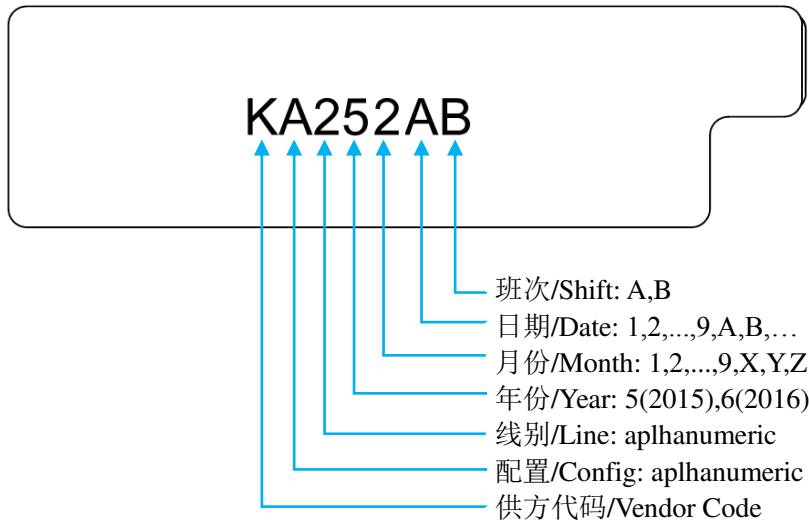 KA252AB
班次/Shift: A,B
日期/Date: 1,2,...,9,A,B,…
月份/Month: 1,2,...,9,X,Y,Z
年份/Year: 5(2015),6(2016)
线别/Line: aplhanumeric
配置/Config: aplhanumeric
供方代码/Vendor Code